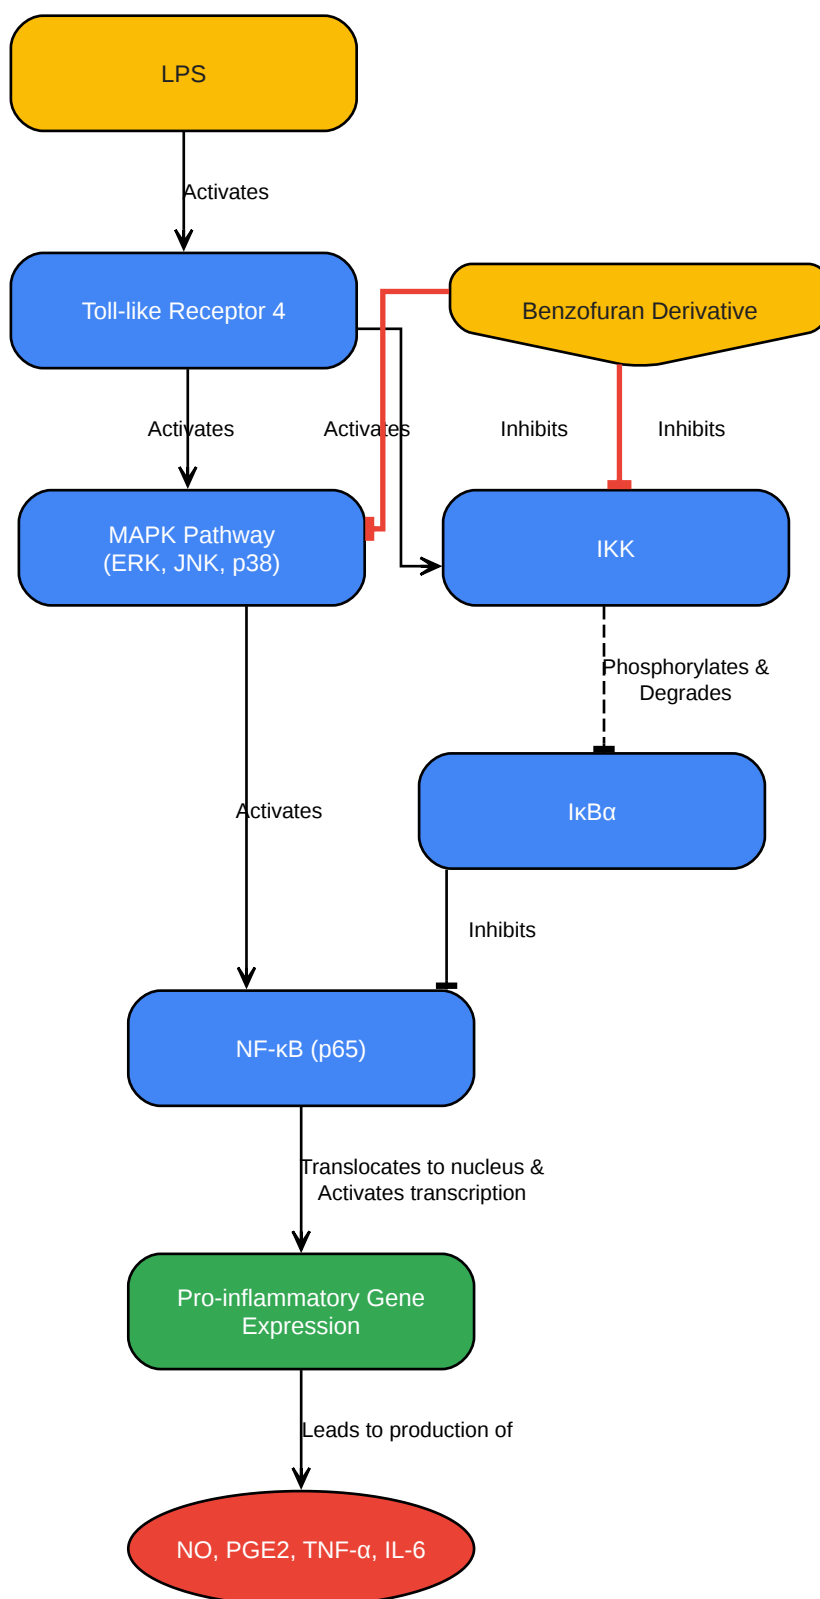 LPS
Activates
Toll-like Receptor 4
Benzofuran Derivative
Activates
Activates
Inhibits
Inhibits
MAPK Pathway
(ERK, JNK, p38)
IKK
Phosphorylates &
Degrades
Activates
IκBα
Inhibits
NF-κB (p65)
Translocates to nucleus &
Activates transcription
Pro-inflammatory Gene
Expression
Leads to production of
NO, PGE2, TNF-α, IL-6